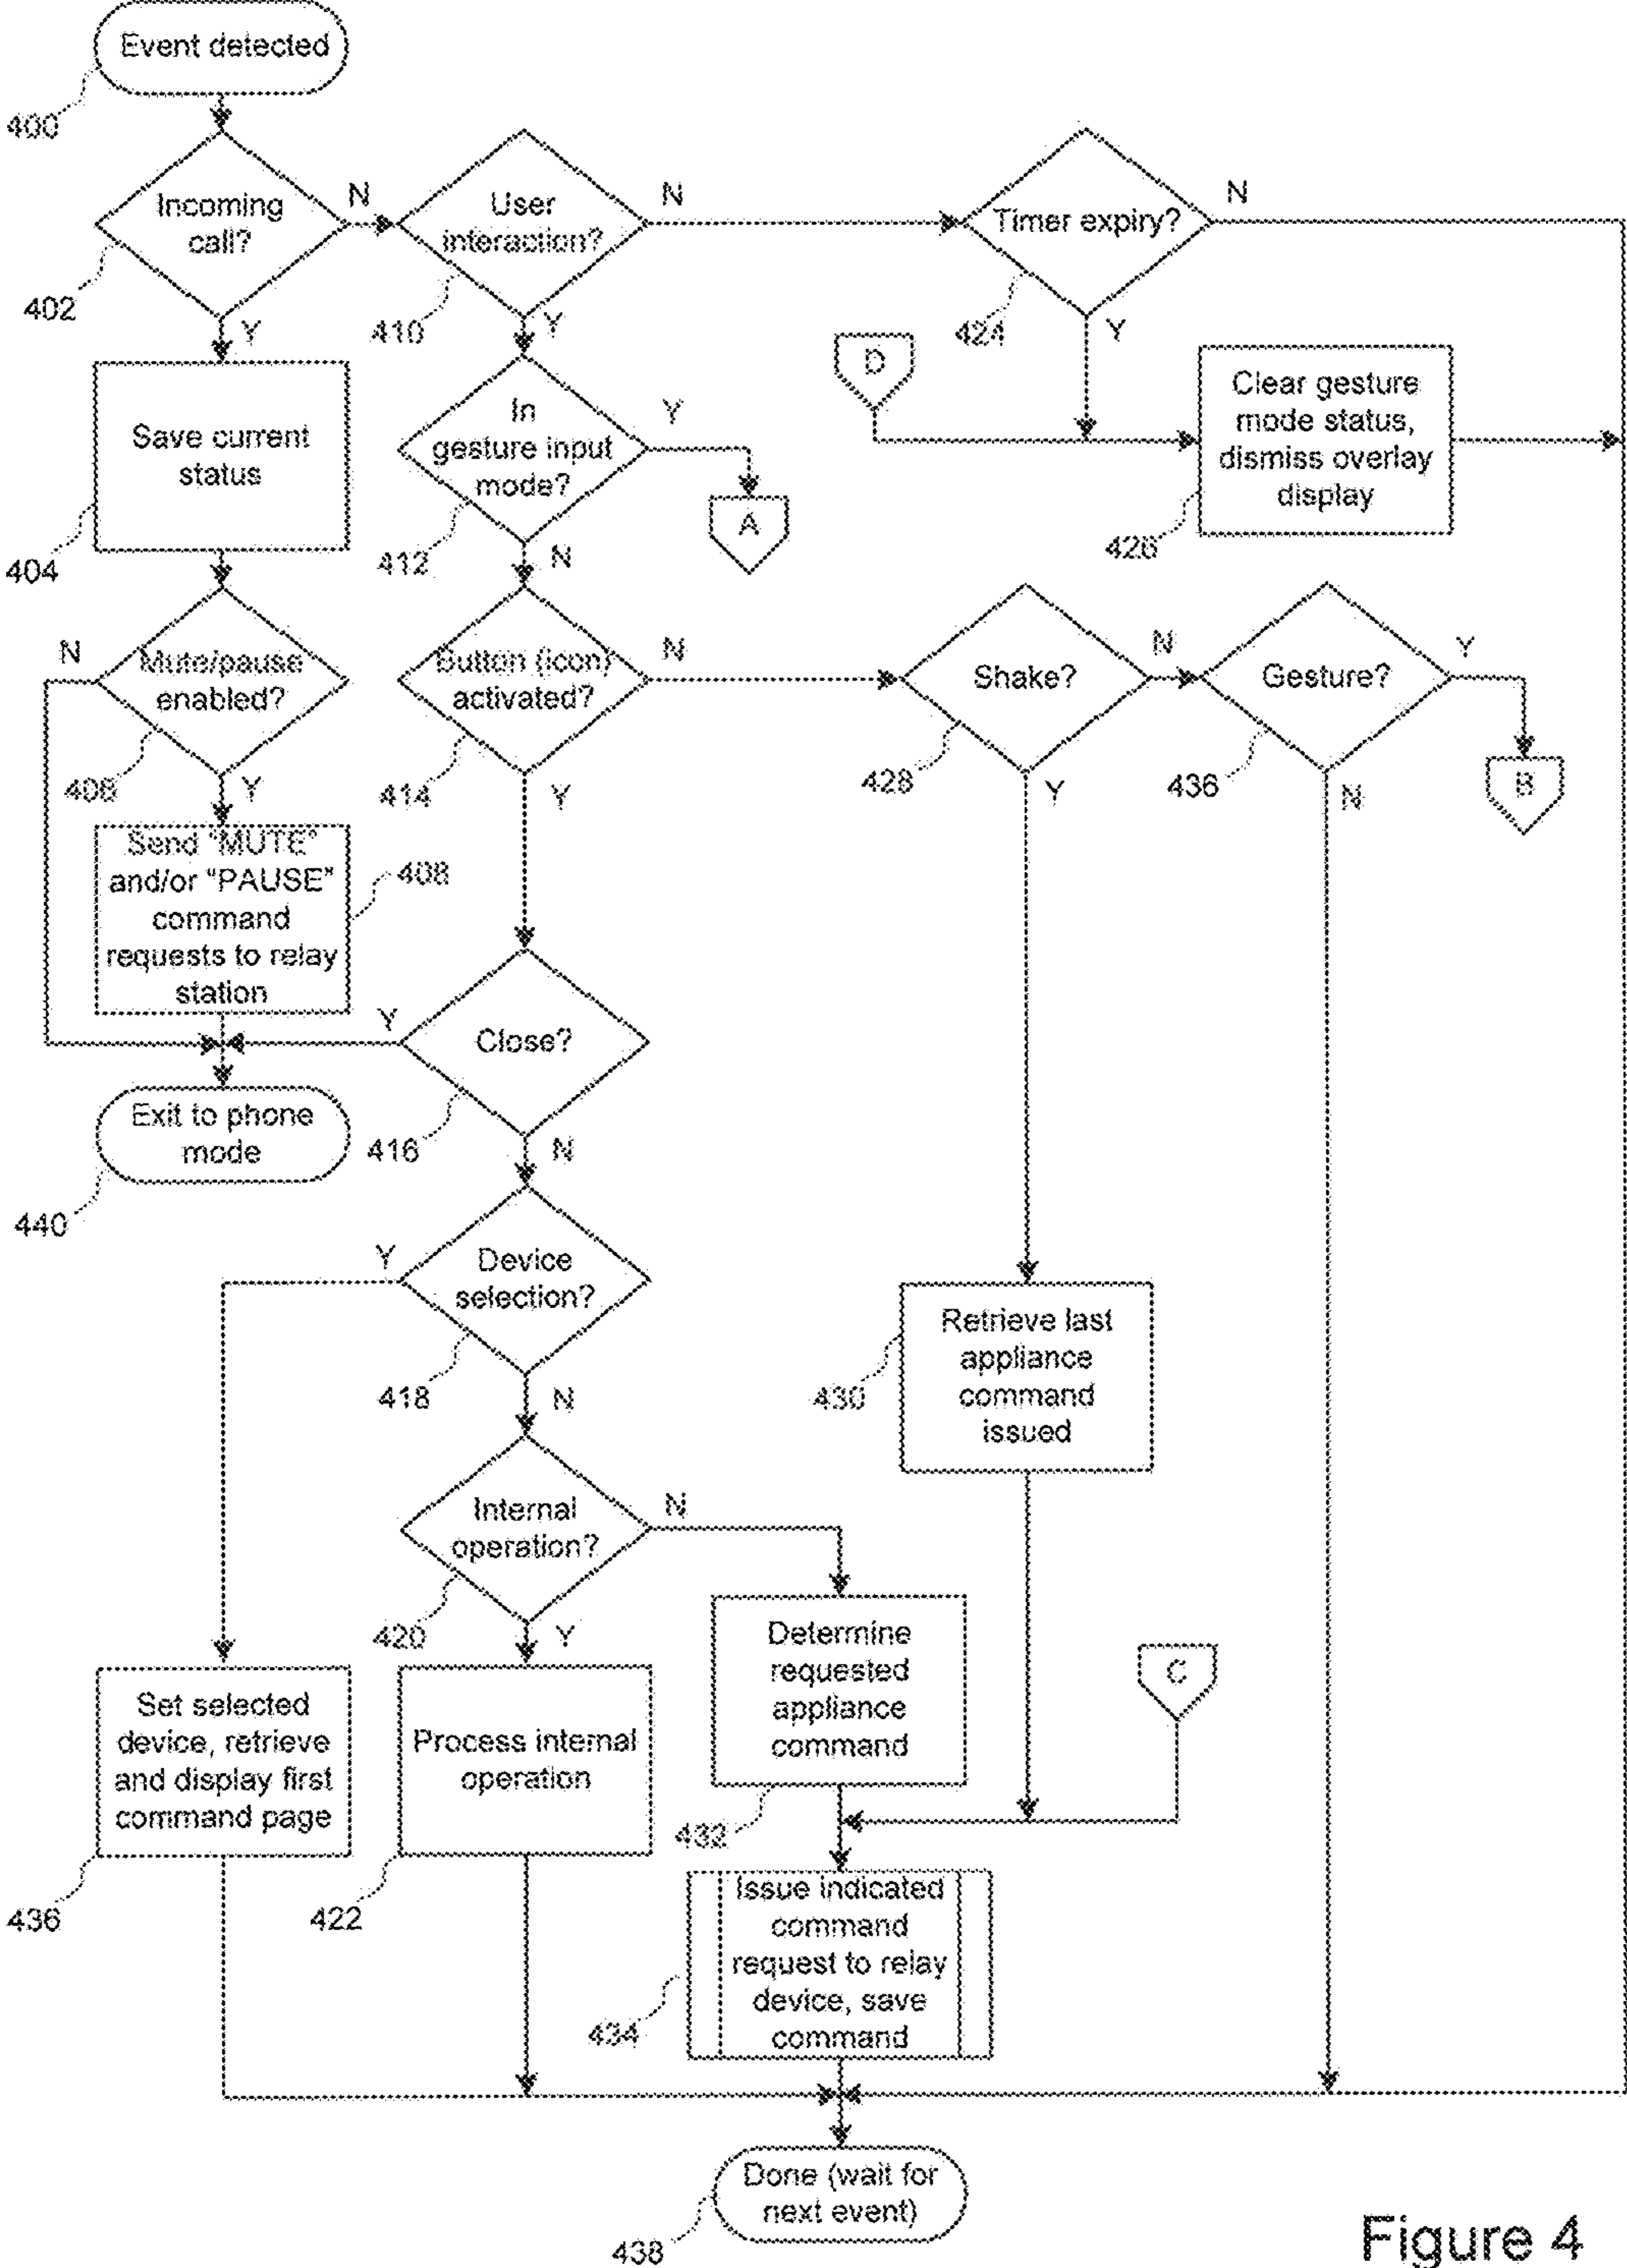 Event detected
400
Incoming
call?
N
402
Y
User
interaction?
N
410
Y
Timer expiry?
N
424
Y
Save current
status
404
In
gesture input
mode?
Y
412
N
A
D
Clear gesture
mode status,
dismiss overlay
display
426
Mute/pause
enabled?
N
406
Y
Button (icon)
activated?
N
414
Y
Shake?
N
428
Y
Gesture?
Y
436
N
B
Send "MUTE"
and/or "PAUSE"
command
requests to relay
station
408
Close?
Y
416
N
Exit to phone
mode
440
Device
selection?
Y
418
N
Retrieve last
appliance
command
issued
430
Internal
operation?
N
420
Y
Set selected
device, retrieve
and display first
command page
436
Process internal
operation
422
Determine
requested
appliance
command
432
C
Issue indicated
command
request to relay
device, save
command
434
Done (wait for
next event)
438
Figure 4